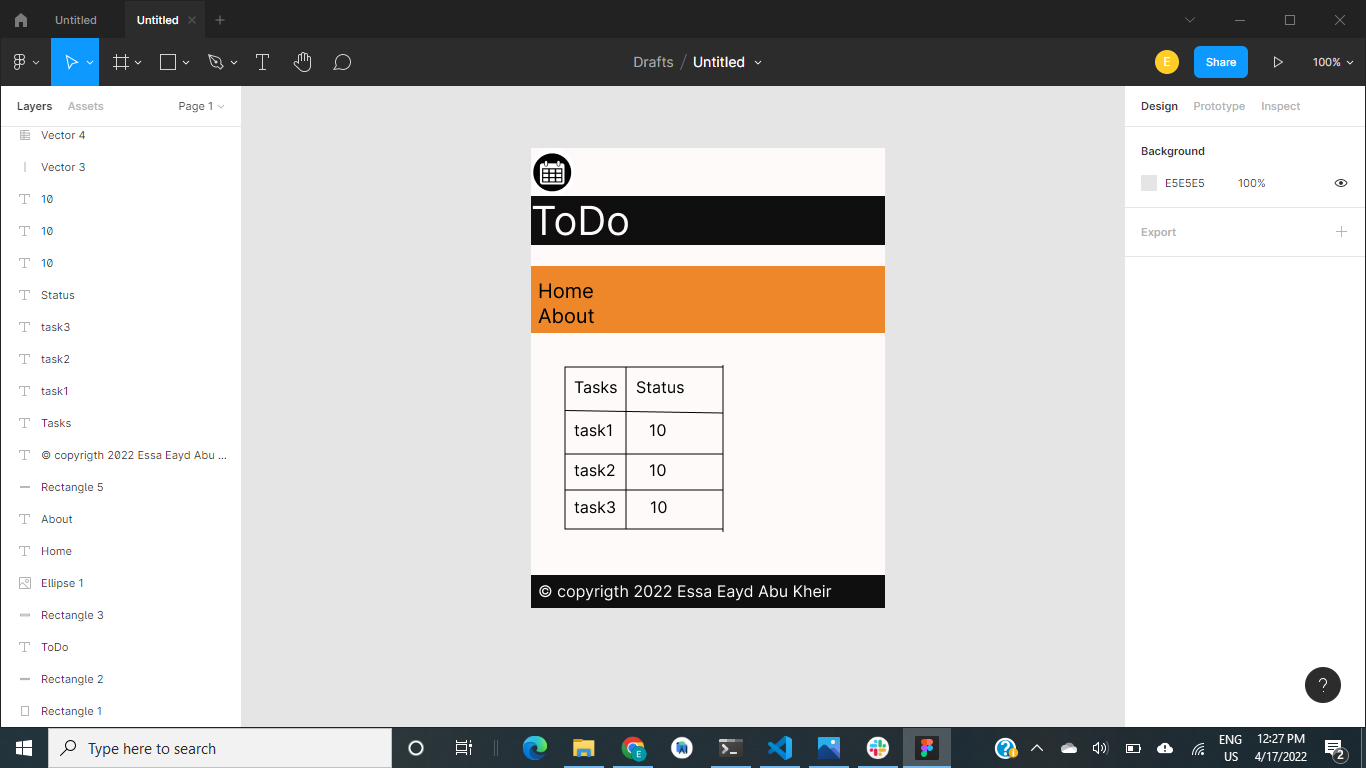 Untitled
Untitled
Drafts / Untitled
E
Share
100%
Layers
Assets
Page 1
Vector 4
Vector 3
10
10
10
Status
task3
task2
task1
Tasks
© copyrigth 2022 Essa Eayd Abu ...
Rectangle 5
About
Home
Ellipse 1
Rectangle 3
ToDo
Rectangle 2
Rectangle 1
ToDo
Home
About
Tasks Status
task1 10
task2 10
task3 10
© copyrigth 2022 Essa Eayd Abu Kheir
Design
Prototype
Inspect
Background
E5E5E5 100%
Export
?
Type here to search
E
ENG
US
12:27 PM
4/17/2022
2